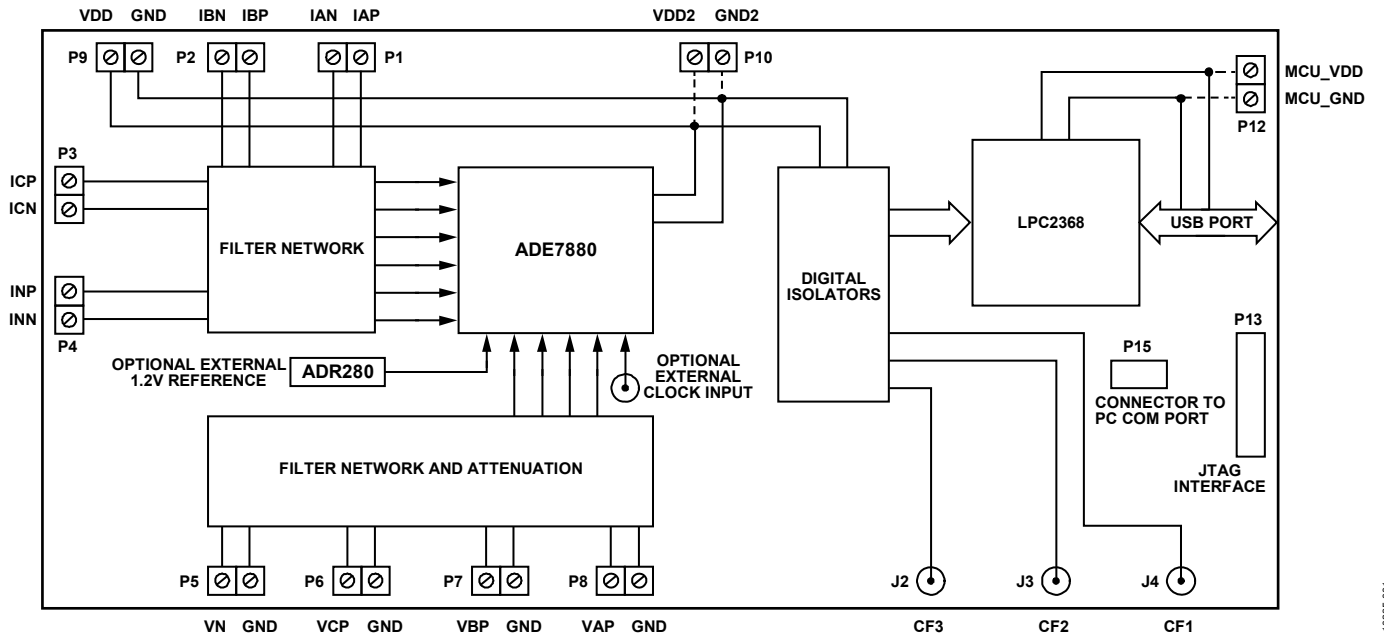 VDD GND IBN IBP IAN IAP VDD2 GND2
P9 P2 P1 P10
MCU_VDD
MCU_GND
P12
P3
ICP
ICN
FILTER NETWORK
ADE7880
DIGITAL
ISOLATORS
LPC2368
USB PORT
INP
INN
P4
OPTIONAL EXTERNAL
1.2V REFERENCE
ADR280
OPTIONAL
EXTERNAL
CLOCK INPUT
P15
CONNECTOR TO
PC COM PORT
P13
JTAG
INTERFACE
FILTER NETWORK AND ATTENUATION
P5 P6 P7 P8 J2 J3 J4
VN GND VCP GND VBP GND VAP GND CF3 CF2 CF1